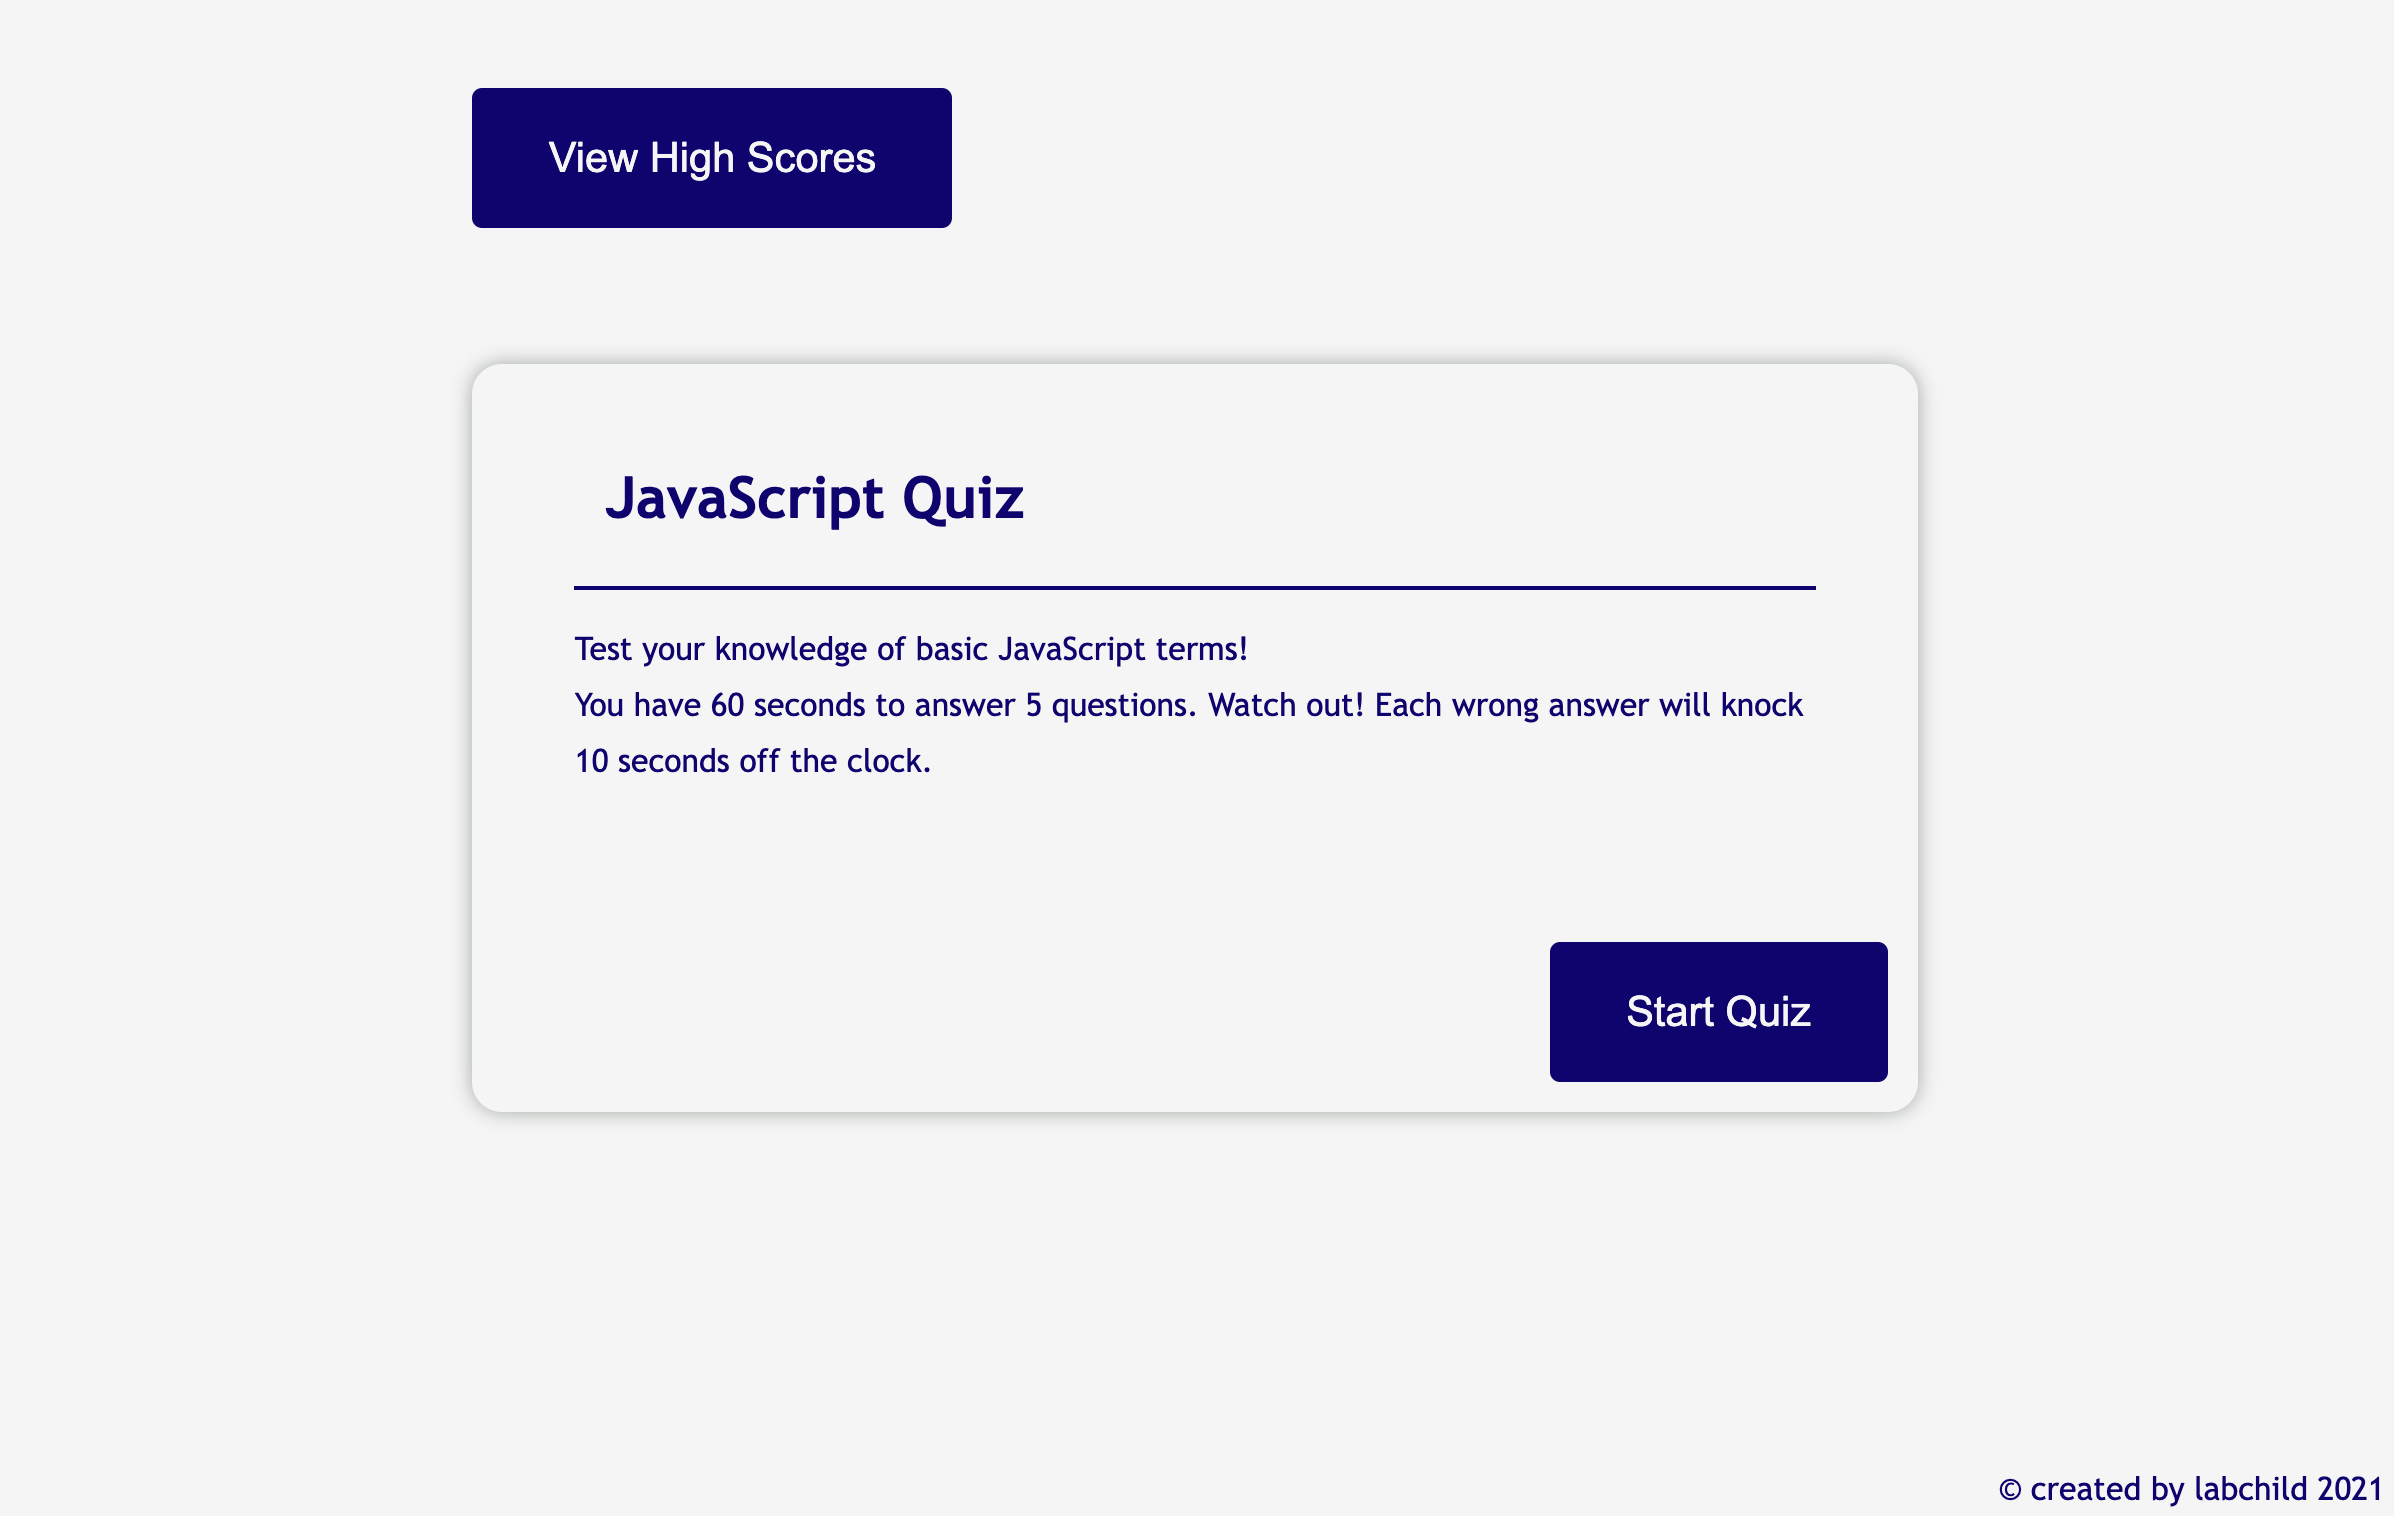 View High Scores
JavaScript Quiz
Test your knowledge of basic JavaScript terms!
You have 60 seconds to answer 5 questions. Watch out! Each wrong answer will knock
10 seconds off the clock.
Start Quiz
© created by labchild 2021